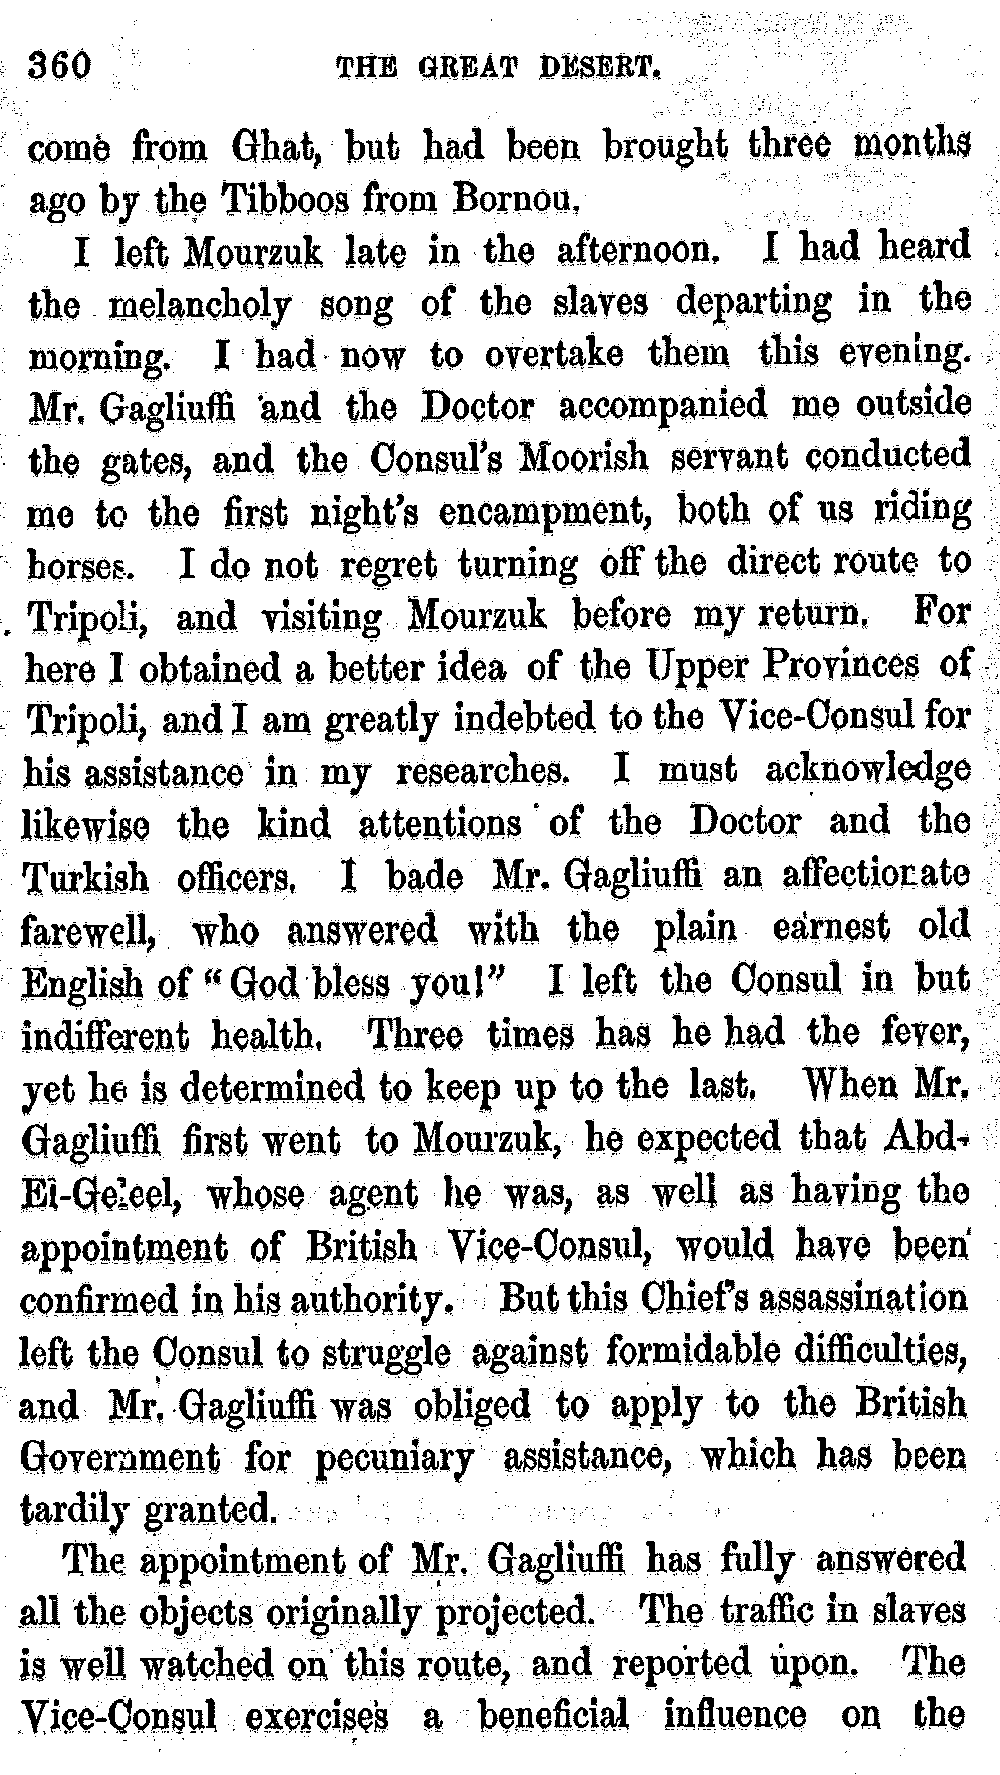 360 THE GREAT DESERT.
come from Ghat, but had been brought three months
ago by the Tibboos from Bornou.
I left Mourzuk late in the afternoon. I had heard
the melancholy song of the slaves departing in the
morning. I had now to overtake them this evening.
Mr. Gagliuffi and the Doctor accompanied me outside
the gates, and the Consul's Moorish servant conducted
me to the first night's encampment, both of us riding
horses. I do not regret turning off the direct route to
Tripoli, and visiting Mourzuk before my return. For
here I obtained a better idea of the Upper Provinces of
Tripoli, and I am greatly indebted to the Vice-Consul for
his assistance in my researches. I must acknowledge
likewise the kind attentions of the Doctor and the
Turkish officers. I bade Mr. Gagliuffi an affectionate
farewell, who answered with the plain earnest old
English of “God bless you!” I left the Consul in but
indifferent health. Three times has he had the fever,
yet he is determined to keep up to the last. When Mr.
Gagliuffi first went to Mourzuk, he expected that Abd-
El-Geleel, whose agent he was, as well as having the
appointment of British Vice-Consul, would have been
confirmed in his authority. But this Chief's assassination
left the Consul to struggle against formidable difficulties,
and Mr. Gagliuffi was obliged to apply to the British
Government for pecuniary assistance, which has been
tardily granted.
The appointment of Mr. Gagliuffi has fully answered
all the objects originally projected. The traffic in slaves
is well watched on this route, and reported upon. The
Vice-Consul exercises a beneficial influence on the